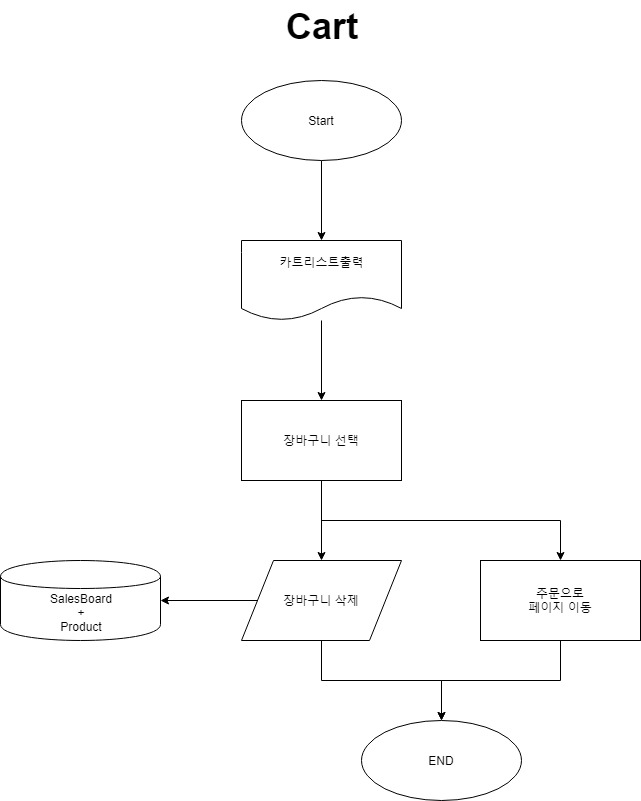 Cart
Start
카트리스트출력
장바구니 선택
SalesBoard
+
Product
장바구니 삭제
주문으로
페이지 이동
END